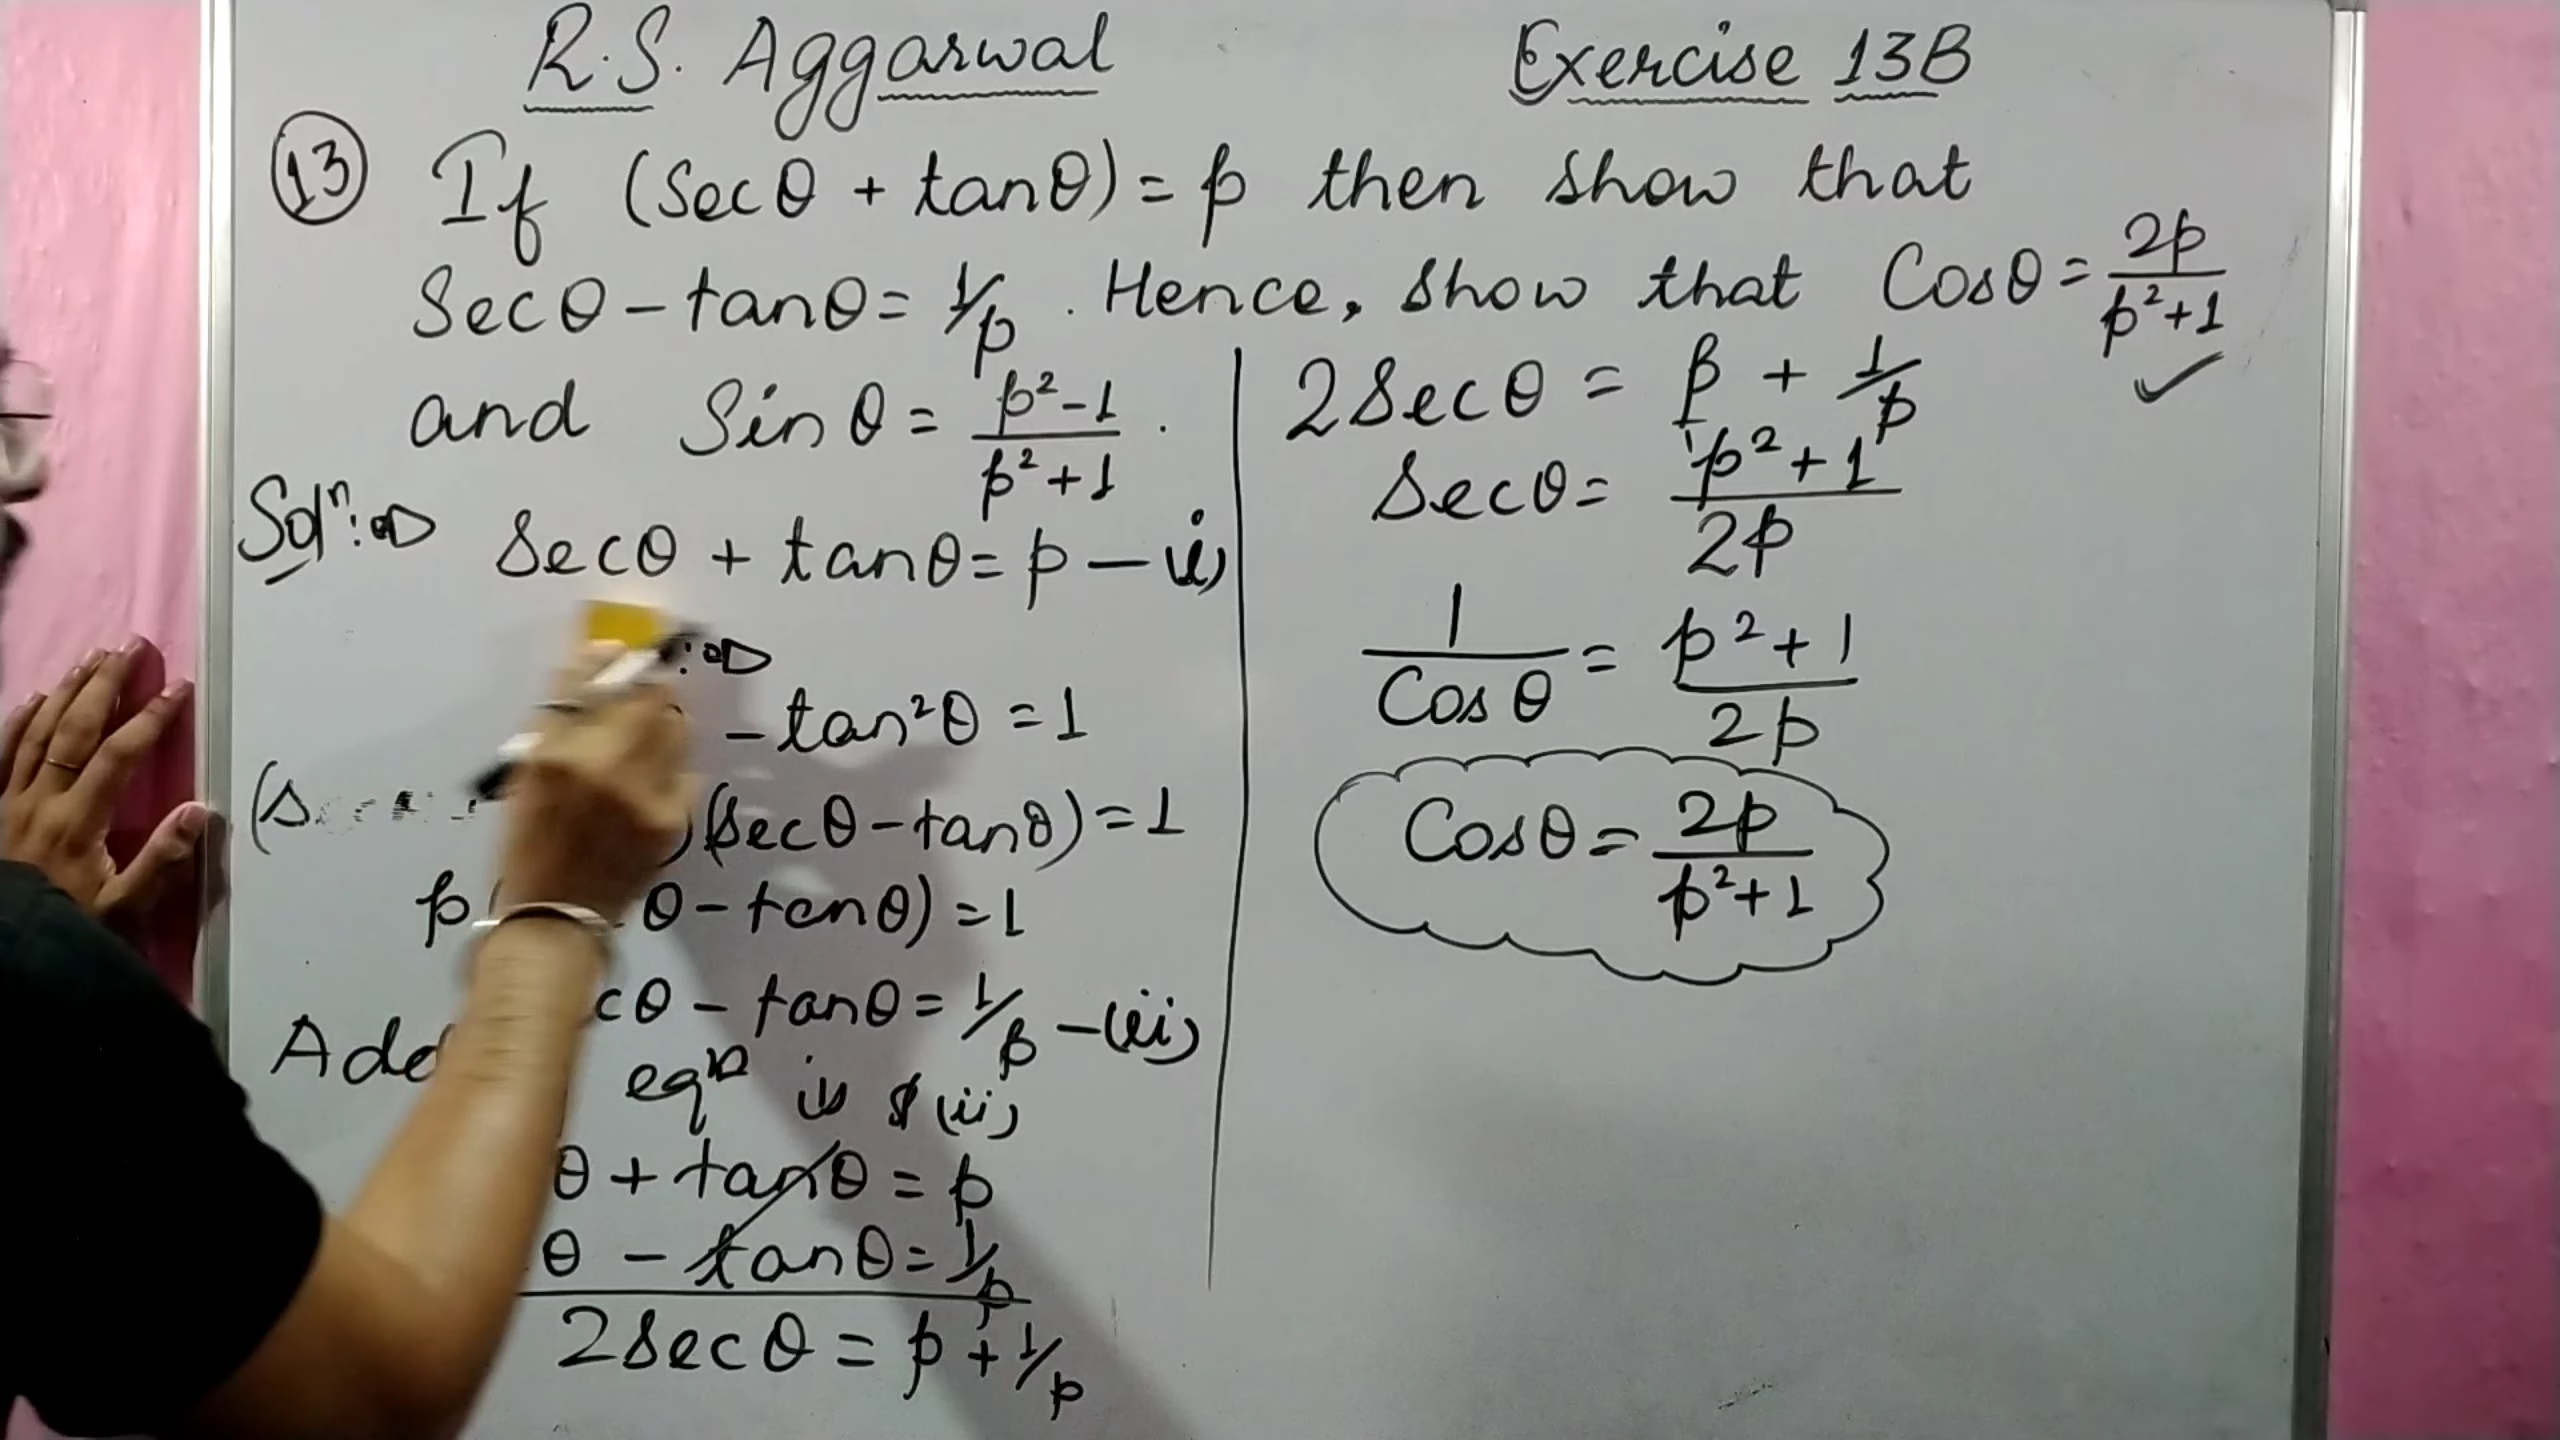 R.S. Aggarwal Exercise 13B
13 If (Secθ + tanθ) = p then show that
Secθ - tanθ = 1/p . Hence, show that Cosθ = 2p/p²+1 ✓
and Sinθ = p²-1/p²+1 .
Solⁿ:
Secθ + tanθ = p — (i)
- tan²θ = 1
(Secθ - tanθ) = 1
p θ - tanθ) = 1
cθ - tanθ = 1/p — (ii)
eqⁿ (i) & (ii)
θ + tanθ = p
θ - tanθ = 1/p
2Secθ = p + 1/p
2Secθ = p/1 + 1/p
Secθ = p²+1/2p
1/Cosθ = p²+1/2p
Cosθ = 2p/p²+1